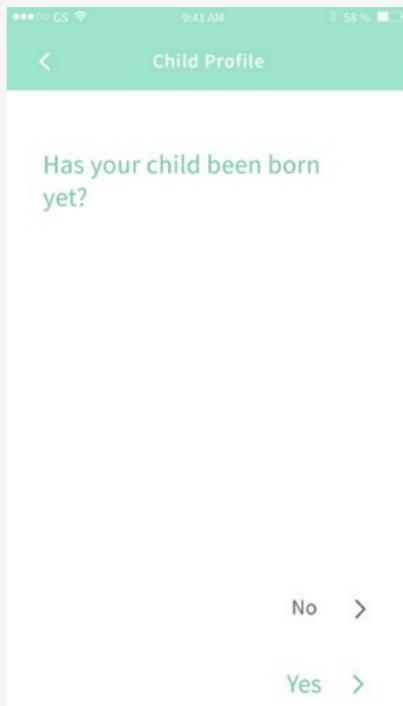 GS 9:41 AM 58 %
Child Profile
Has your child been born
yet?
No
Yes